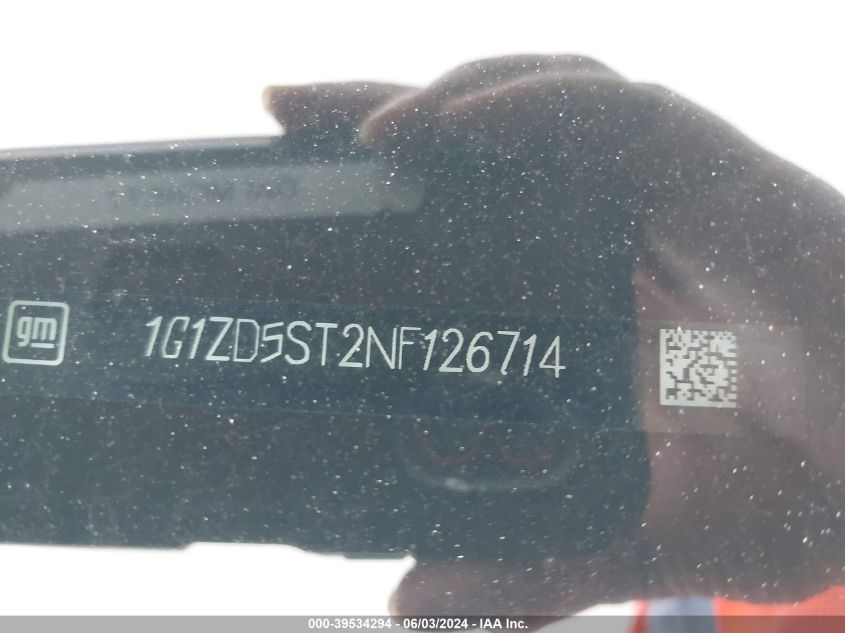 gm 1G1ZD5ST2NF126714
000-39534294 - 06/03/2024 - IAA Inc.